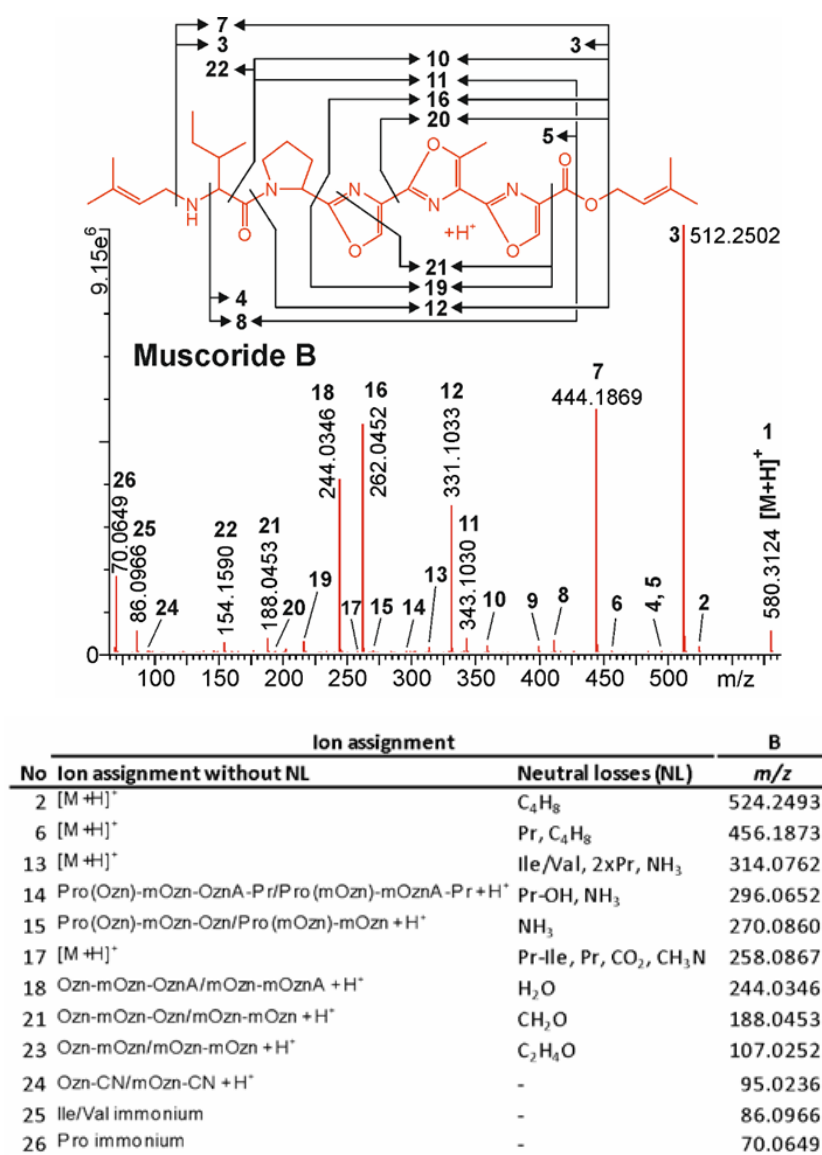 7
3 3
10
22
11
16
20
5
O
N
N
N H
O
N
O
N
O
+H⁺
O
O
21
19
12
4
8
Muscoride B
9.15e⁶
0
3 512.2502
7
444.1869
12
331.1033
16
262.0452
18
244.0346
1
580.3124 [M+H]⁺
26
70.0649
25
86.0966
24
22
154.1590
21
188.0453
20
19
17
15
14
13
11
343.1030
10
9
8
6
4, 5
2
100 150 200 250 300 350 400 450 500 m/z
Ion assignment B
No Ion assignment without NL Neutral losses (NL) m/z
2 [M +H]⁺ C₄H₈ 524.2493
6 [M +H]⁺ Pr, C₄H₈ 456.1873
13 [M +H]⁺ Ile/Val, 2xPr, NH₃ 314.0762
14 Pro(Ozn)-mOzn-OznA-Pr/Pro(mOzn)-mOznA-Pr + H⁺ Pr-OH, NH₃ 296.0652
15 Pro(Ozn)-mOzn-Ozn/Pro(mOzn)-mOzn + H⁺ NH₃ 270.0860
17 [M +H]⁺ Pr-Ile, Pr, CO₂, CH₃N 258.0867
18 Ozn-mOzn-OznA/mOzn-mOznA + H⁺ H₂O 244.0346
21 Ozn-mOzn-Ozn/mOzn-mOzn + H⁺ CH₂O 188.0453
23 Ozn-mOzn/mOzn-mOzn + H⁺ C₂H₄O 107.0252
24 Ozn-CN/mOzn-CN + H⁺ - 95.0236
25 Ile/Val immonium - 86.0966
26 Pro immonium - 70.0649